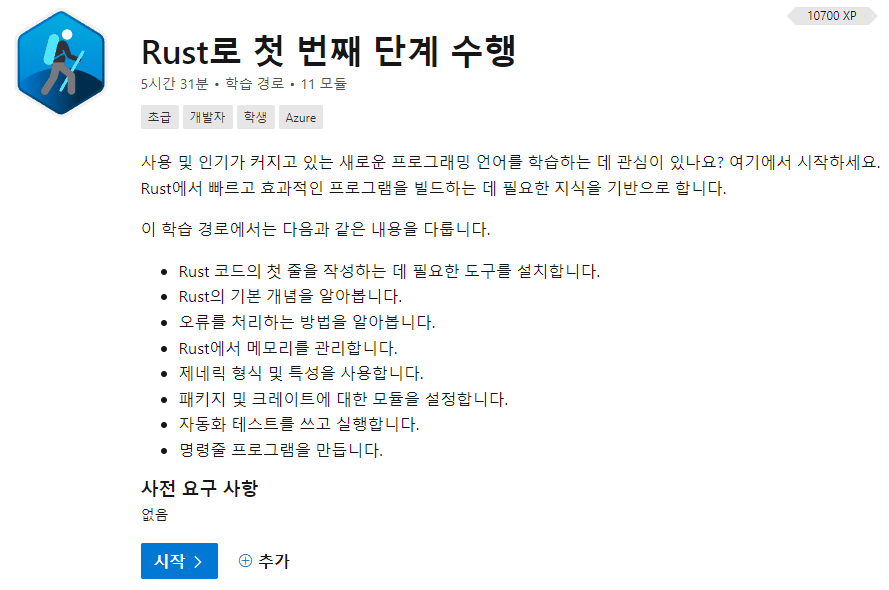 10700 XP
Rust로 첫 번째 단계 수행
5시간 31분 • 학습 경로 • 11 모듈
초급 개발자 학생 Azure
사용 및 인기가 커지고 있는 새로운 프로그래밍 언어를 학습하는 데 관심이 있나요? 여기에서 시작하세요.
Rust에서 빠르고 효과적인 프로그램을 빌드하는 데 필요한 지식을 기반으로 합니다.
이 학습 경로에서는 다음과 같은 내용을 다룹니다.
• Rust 코드의 첫 줄을 작성하는 데 필요한 도구를 설치합니다.
• Rust의 기본 개념을 알아봅니다.
• 오류를 처리하는 방법을 알아봅니다.
• Rust에서 메모리를 관리합니다.
• 제네릭 형식 및 특성을 사용합니다.
• 패키지 및 크레이트에 대한 모듈을 설정합니다.
• 자동화 테스트를 쓰고 실행합니다.
• 명령줄 프로그램을 만듭니다.
사전 요구 사항
없음
시작 > ⊕ 추가